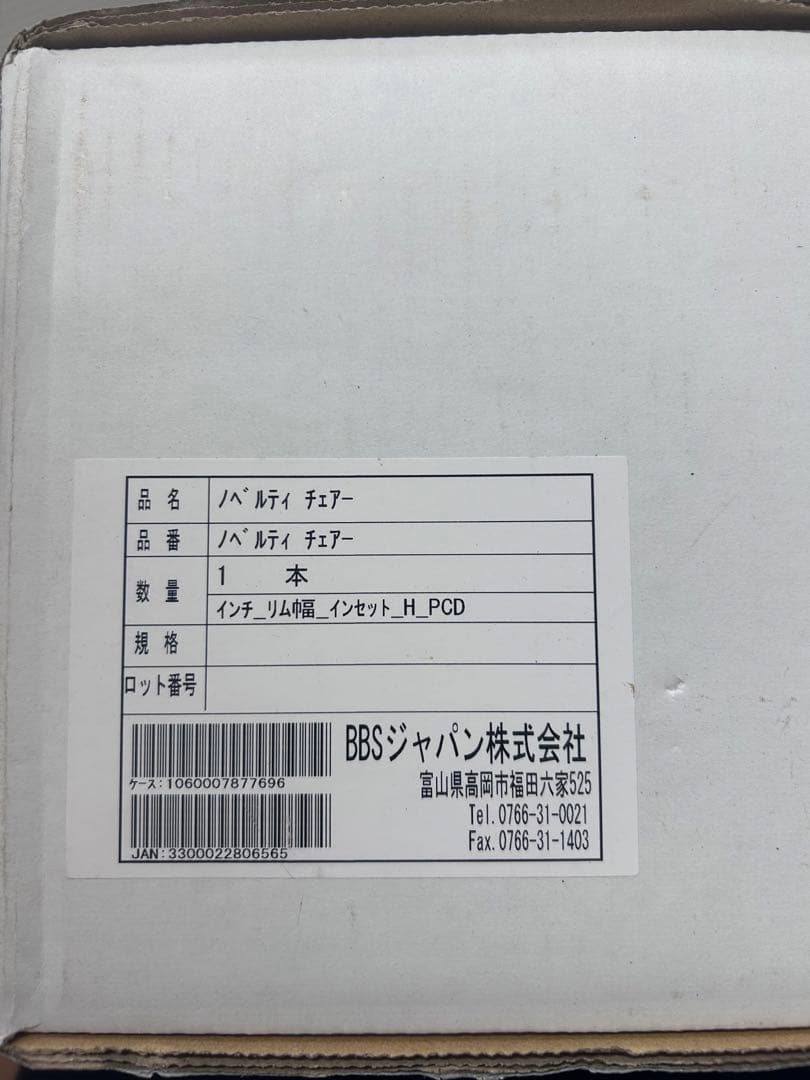 品 名 ﾉﾍﾞﾙﾃｨ ﾁｪｱｰ
品 番 ﾉﾍﾞﾙﾃｨ ﾁｪｱｰ
数 量 1 本
インチ_リム巾畐_インセット_H_PCD
規 格
ロット番号
BBSジャパン株式会社
富山県高岡市福田六家525
Tel.0766-31-0021
Fax.0766-31-1403
ｹｰｽ:1060007877696
JAN:3300022806565